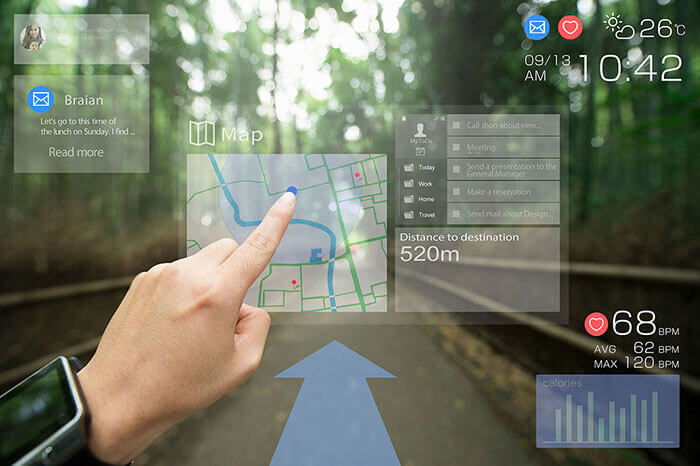 Braian
Let's go to this time of
the lunch on Sunday. I find ...
Read more
Map
My ToDo
Today
Work
Home
Travel
Call Jhon about new...
Meeting
Send a presentation to the
General Manager
Make a reservation
Send mail about Design...
Distance to destination
520m
26℃
09/13
AM
10:42
68 BPM
AVG 62 BPM
MAX 120 BPM
calories